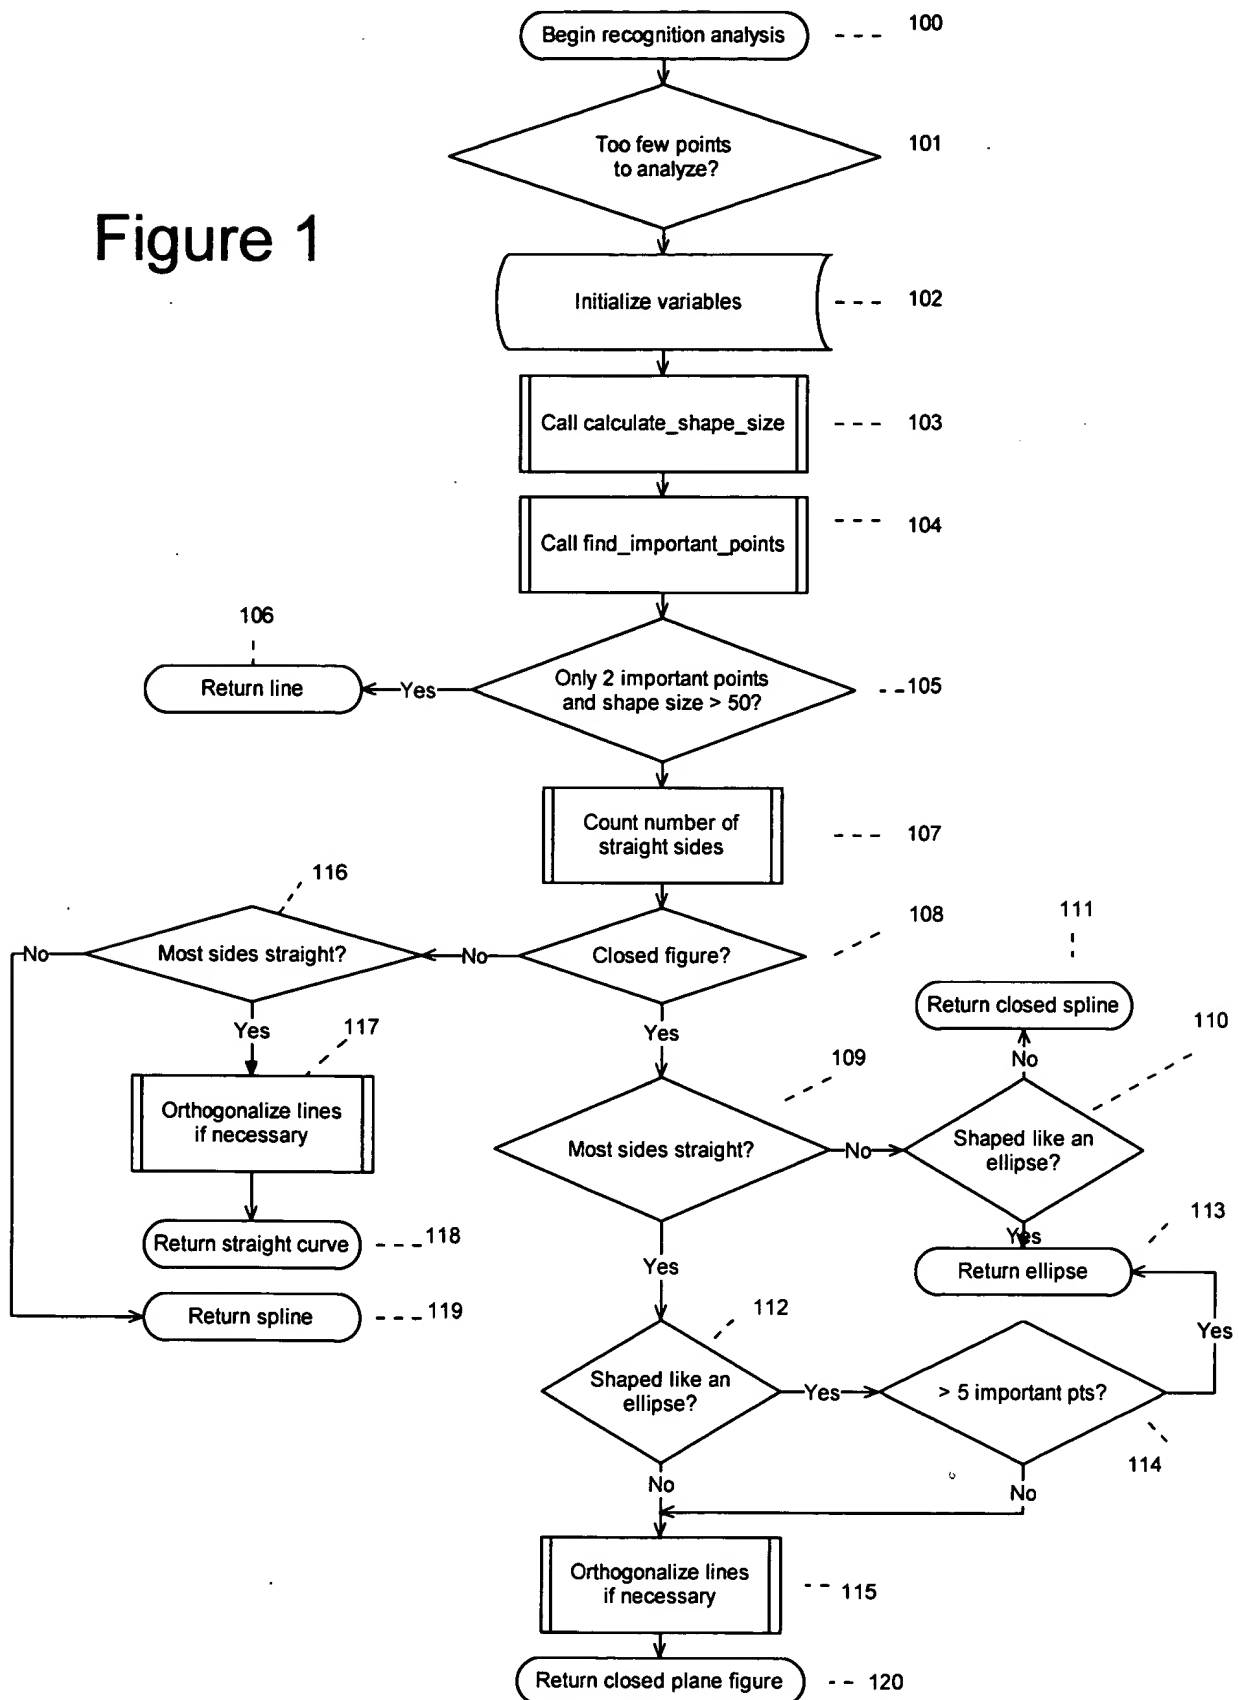 Begin recognition analysis
100
Too few points
to analyze?
101
Figure 1
Initialize variables
102
Call calculate_shape_size
103
Call find_important_points
104
106
Return line
Yes
Only 2 important points
and shape size > 50?
105
Count number of
straight sides
107
116
108
111
No
Most sides straight?
No
Closed figure?
Return closed spline
110
Yes
117
Yes
109
No
Orthogonalize lines
if necessary
Most sides straight?
No
Shaped like an
ellipse?
113
Yes
Return straight curve
118
Yes
Return ellipse
Return spline
119
112
Yes
Shaped like an
ellipse?
Yes
> 5 important pts?
114
No
No
Orthogonalize lines
if necessary
115
Return closed plane figure
120